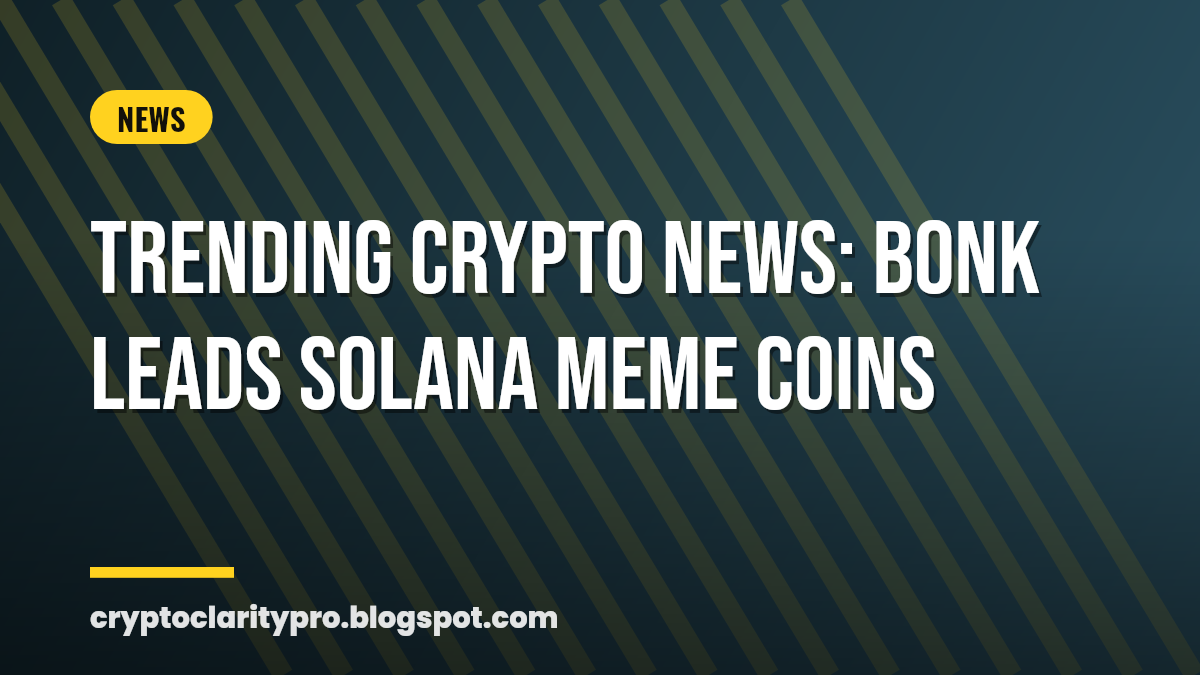 NEWS
TRENDING CRYPTO NEWS: BONK
LEADS SOLANA MEME COINS
cryptoclaritypro.blogspot.com